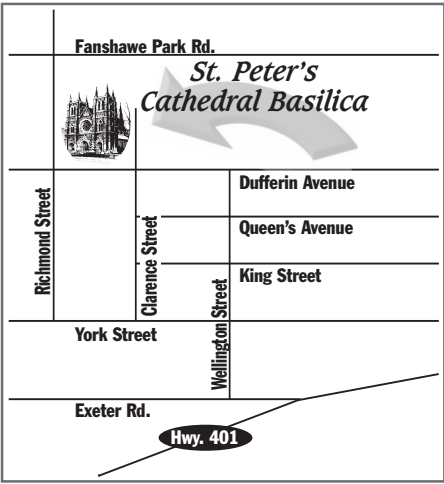 Fanshawe Park Rd.
St. Peter's
Cathedral Basilica
Dufferin Avenue
Richmond Street
Clarence Street
Queen's Avenue
King Street
Wellington Street
York Street
Exeter Rd.
Hwy. 401